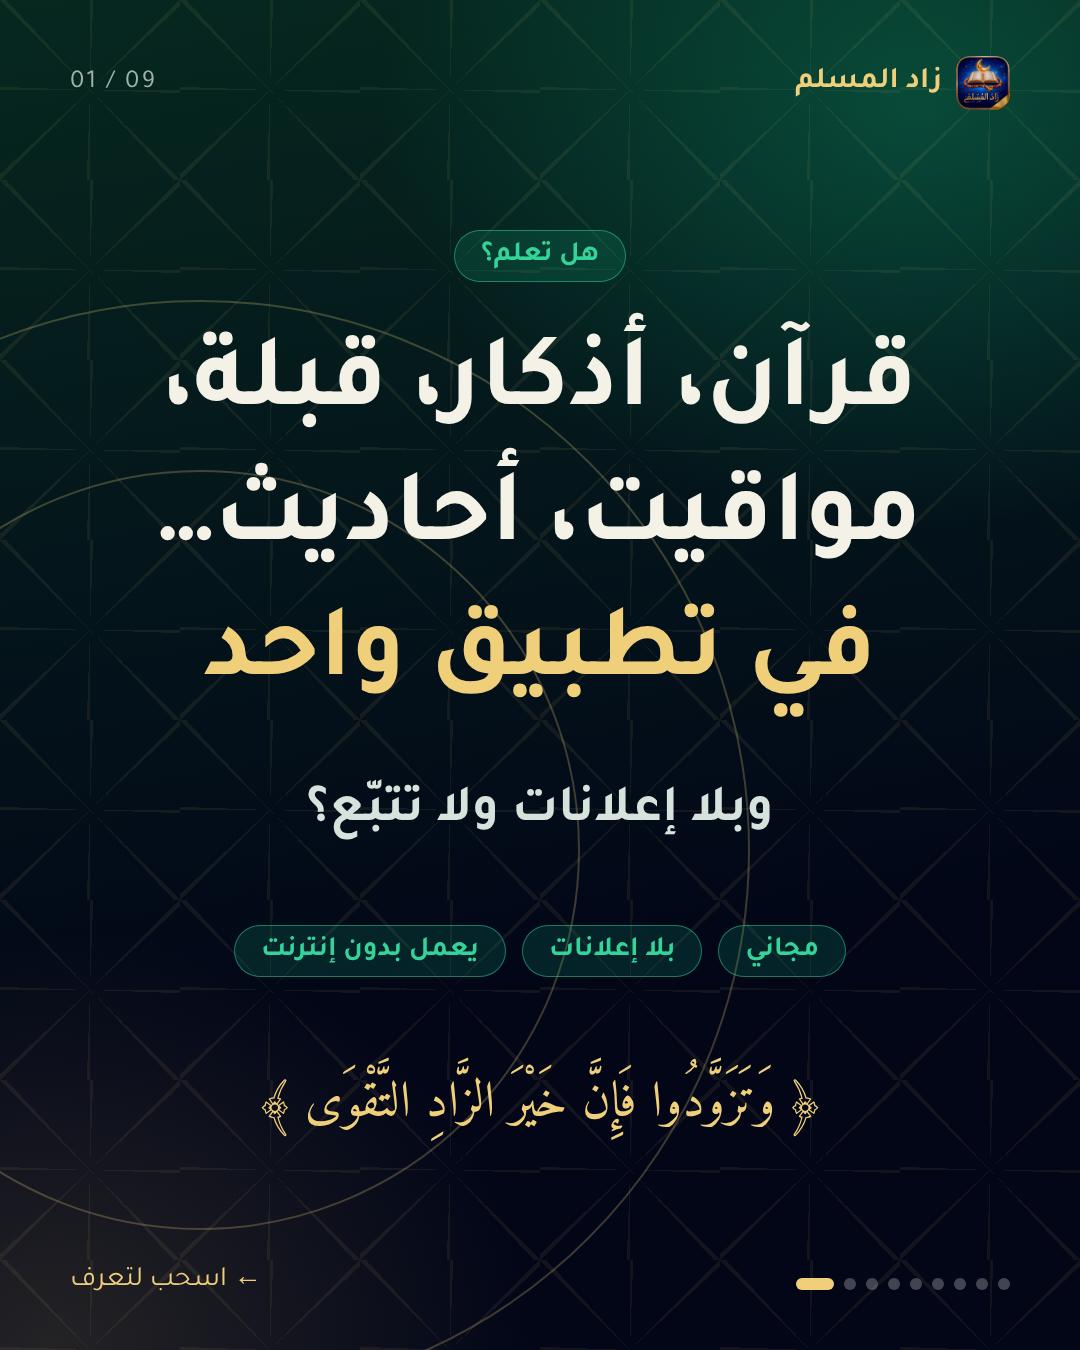 زاد المسلم
01 / 09
هل تعلم؟
قرآن، أذكار، قبلة،
مواقيت، أحاديث...
في تطبيق واحد
وبلا إعلانات ولا تتبّع؟
مجاني
بلا إعلانات
يعمل بدون إنترنت
﴿ وَتَزَوَّدُوا فَإِنَّ خَيْرَ الزَّادِ التَّقْوَى ﴾
← اسحب لتعرف